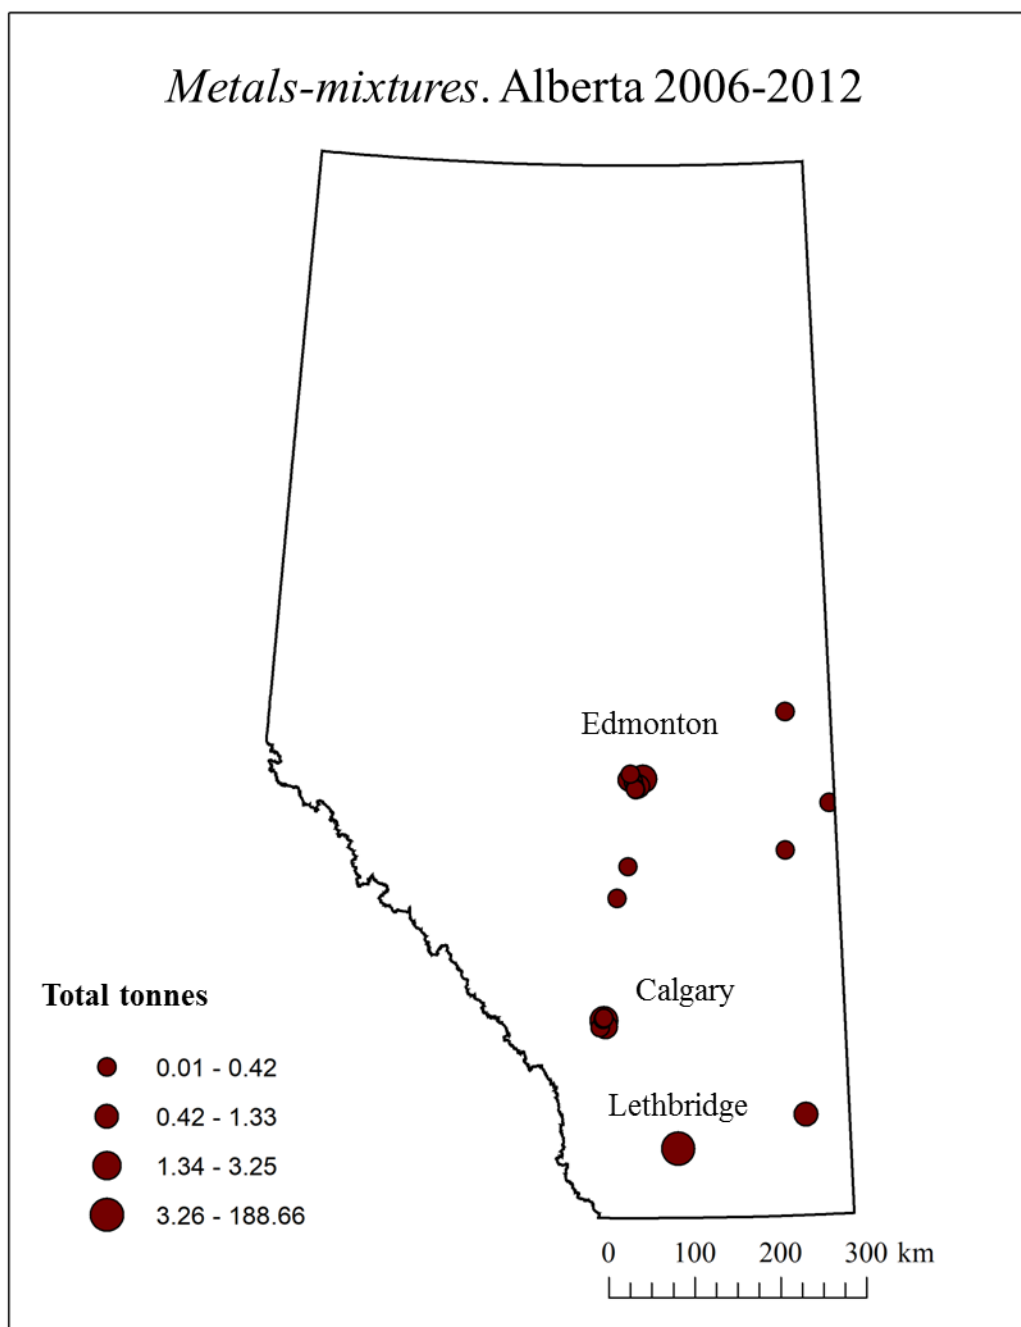 Metals-mixtures. Alberta 2006-2012
Edmonton
Calgary
Total tonnes
0.01 - 0.42
0.42 - 1.33
1.34 - 3.25
3.26 - 188.66
Lethbridge
0 100 200 300 km